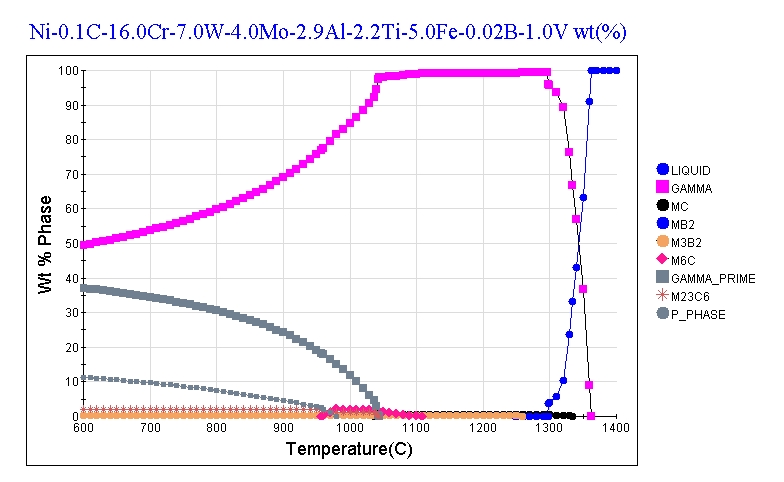 Ni-0.1C-16.0Cr-7.0W-4.0Mo-2.9Al-2.2Ti-5.0Fe-0.02B-1.0V wt(%)
100
90
80
70
60
50
40
30
20
10
0
Wt % Phase
600 700 800 900 1000 1100 1200 1300 1400
Temperature(C)
LIQUID
GAMMA
MC
MB2
M3B2
M6C
GAMMA_PRIME
M23C6
P_PHASE